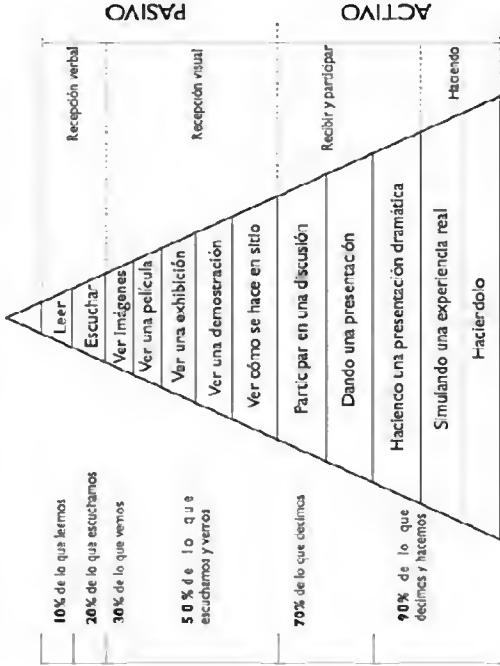 PASIVO
ACTIVO
Recepción verbal
Recepción visual
Recibir y participar
Haciendo
Leer
Escuchar
Ver imágenes
Ver una película
Ver una exhibición
Ver una demostración
Ver cómo se hace en sitio
Participar en una discusión
Dando una presentación
Haciendo una presentación dramática
Simulando una experiencia real
Haciéndolo
10% de lo que leemos
20% de lo que escuchamos
30% de lo que vemos
50% de lo que
escuchamos y vemos
70% de lo que decimos
90% de lo que
decimos y hacemos